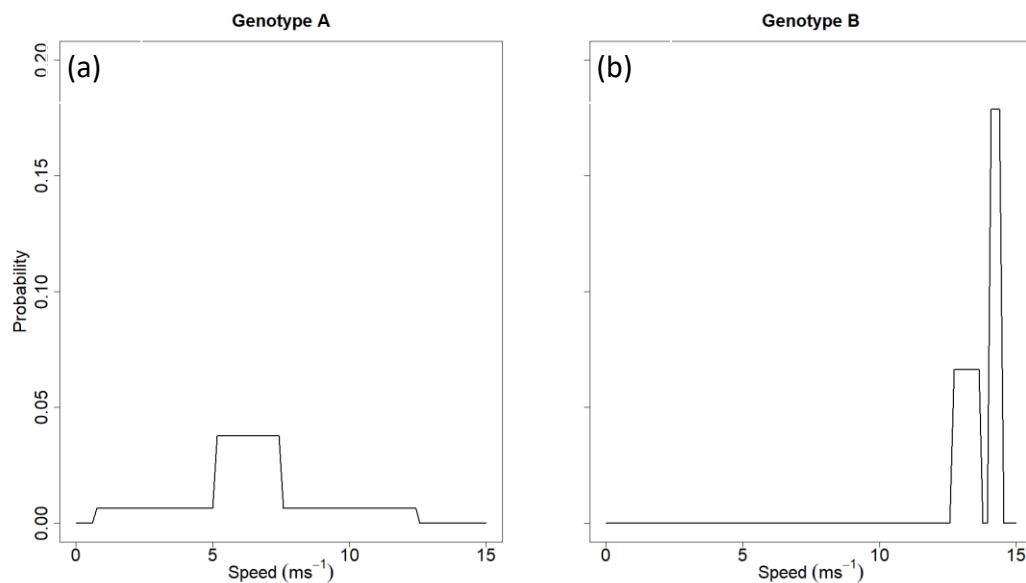 Genotype A
Genotype B
(a)
(b)
Probability
0.20
0.15
0.10
0.05
0.00
0
5
10
15
0
5
10
15
Speed (ms⁻¹)
Speed (ms⁻¹)